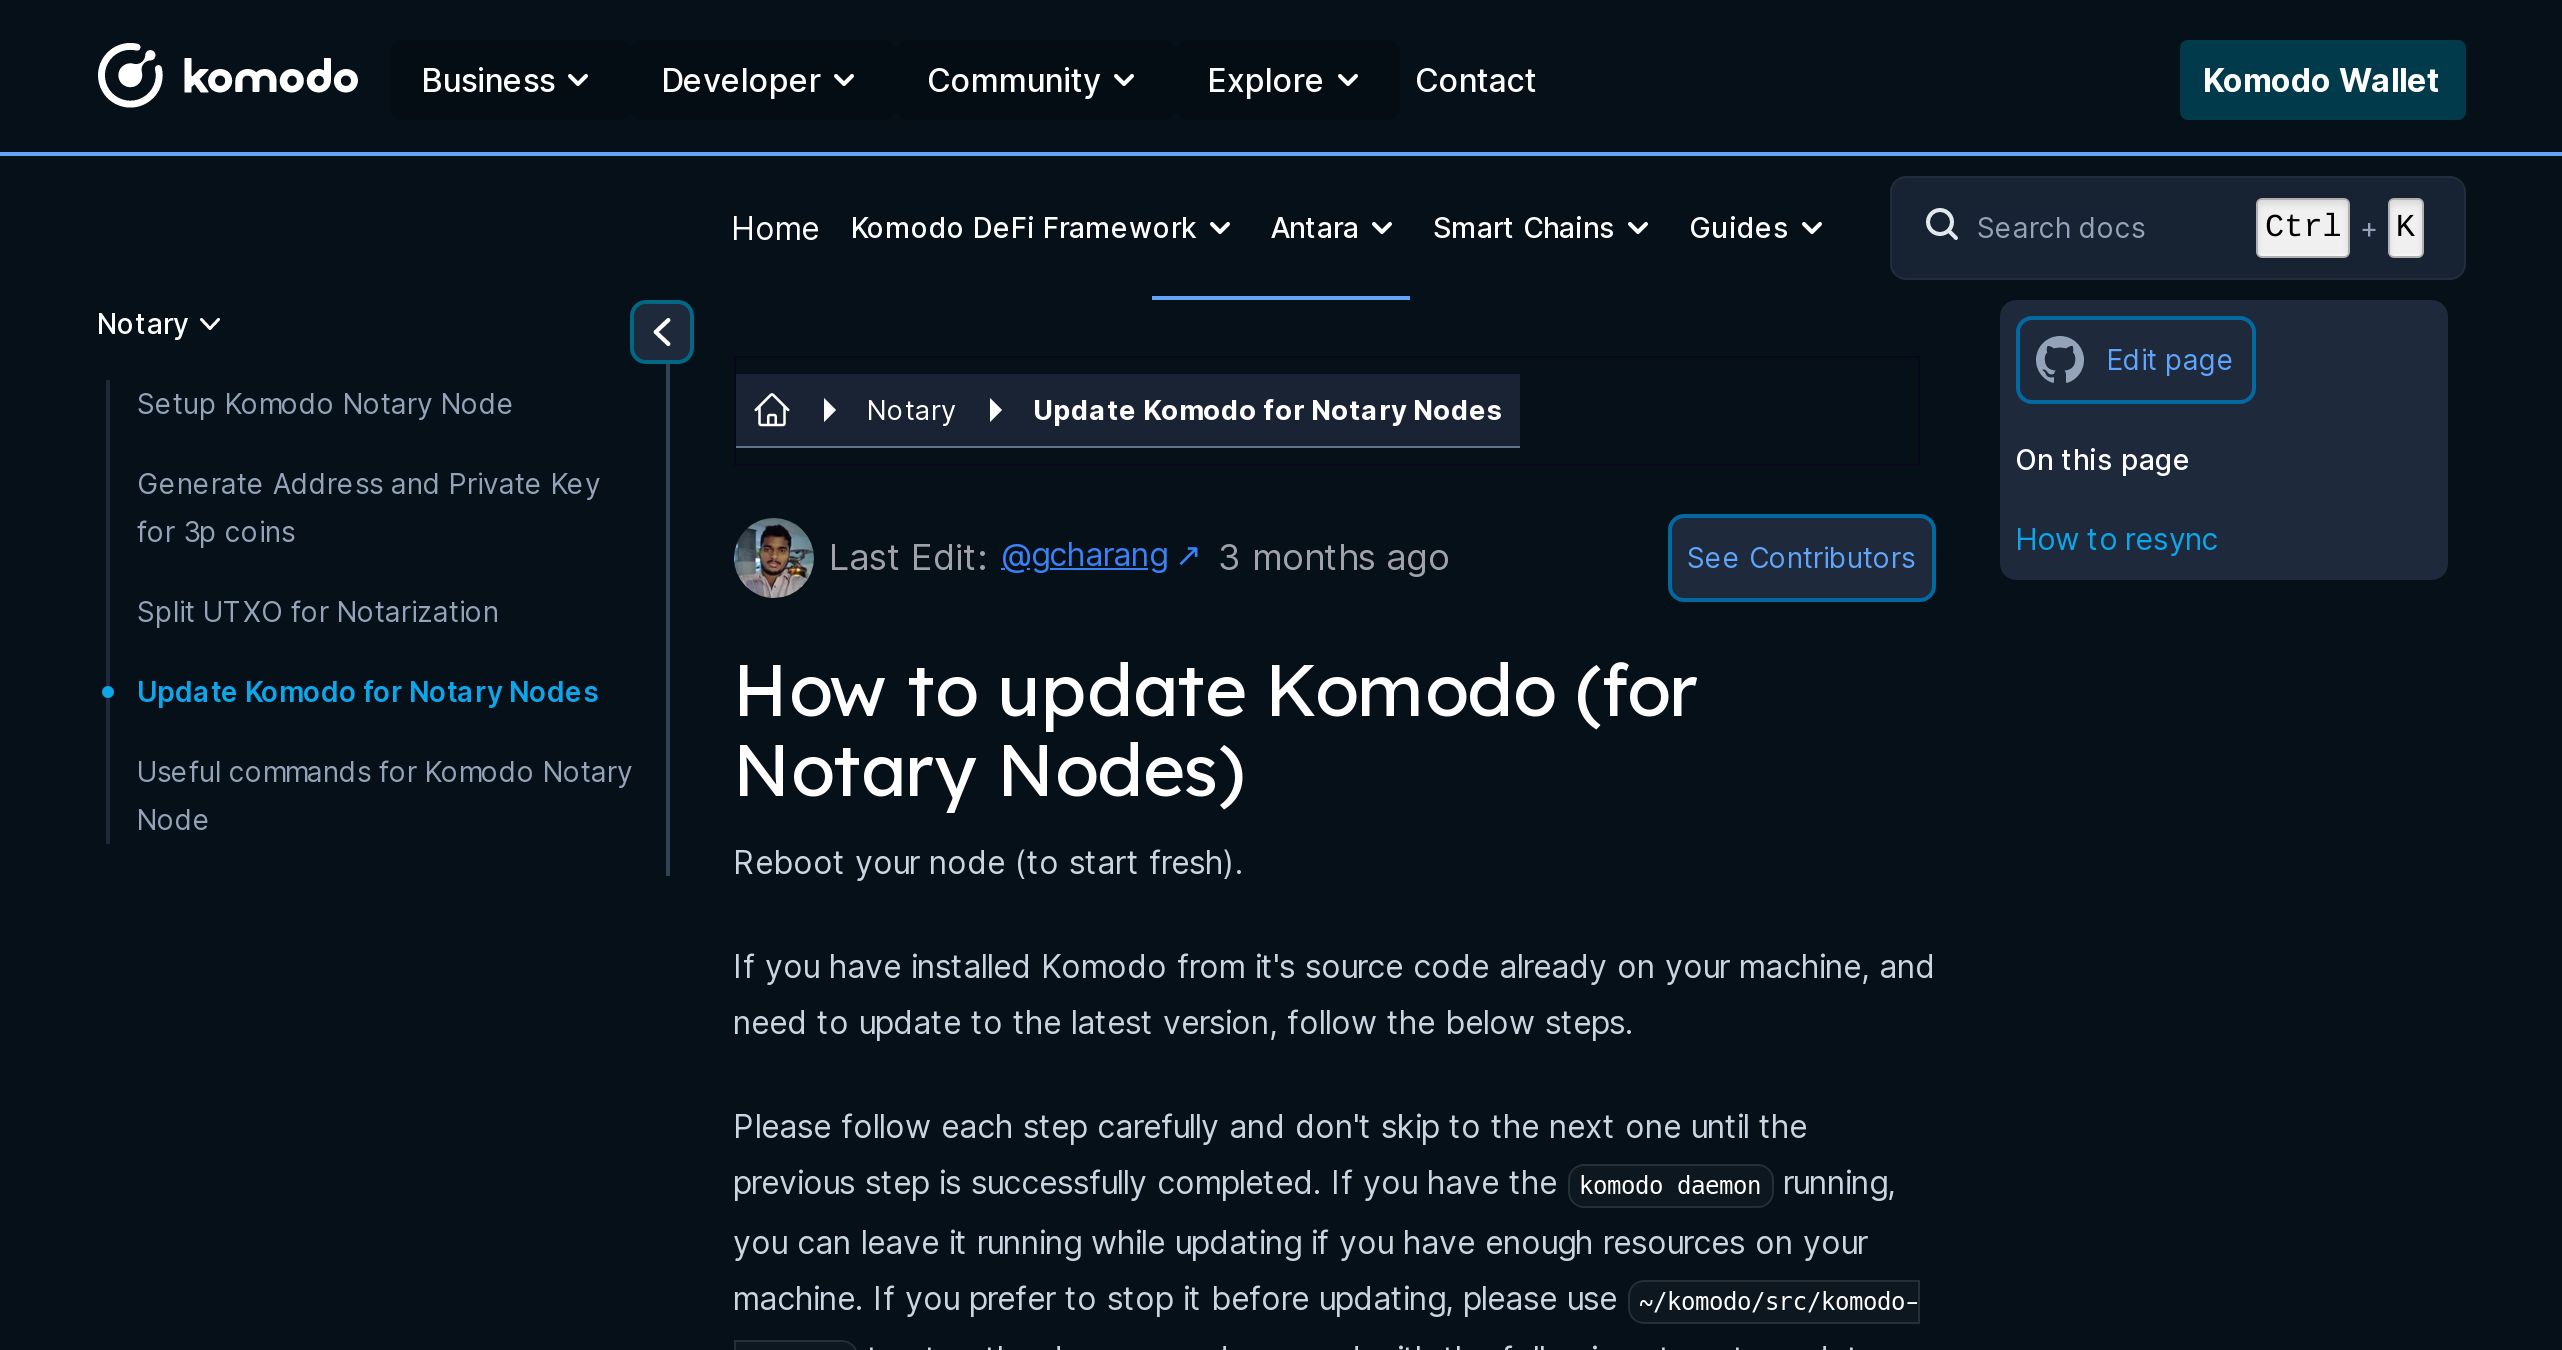 komodo Business Developer Community Explore Contact Komodo Wallet
Home Komodo DeFi Framework Antara Smart Chains Guides Search docs Ctrl + K
Notary
Setup Komodo Notary Node
Generate Address and Private Key
for 3p coins
Split UTXO for Notarization
Update Komodo for Notary Nodes
Useful commands for Komodo Notary
Node
Notary Update Komodo for Notary Nodes
Last Edit: @gcharang ↗ 3 months ago See Contributors
How to update Komodo (for
Notary Nodes)
Reboot your node (to start fresh).
If you have installed Komodo from it's source code already on your machine, and
need to update to the latest version, follow the below steps.
Please follow each step carefully and don't skip to the next one until the
previous step is successfully completed. If you have the komodo daemon running,
you can leave it running while updating if you have enough resources on your
machine. If you prefer to stop it before updating, please use ~/komodo/src/komodo-
Edit page
On this page
How to resync